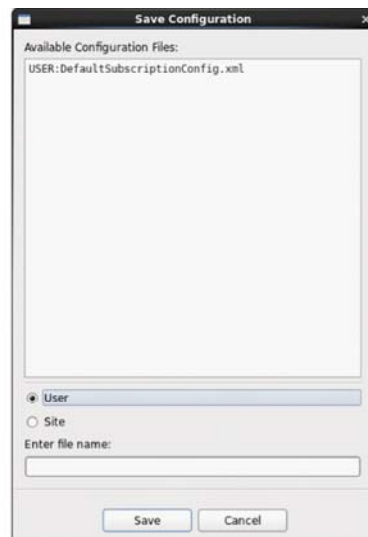 Save Configuration
Available Configuration Files:
USER:DefaultSubscriptionConfig.xml
User
Site
Enter file name:
Save
Cancel